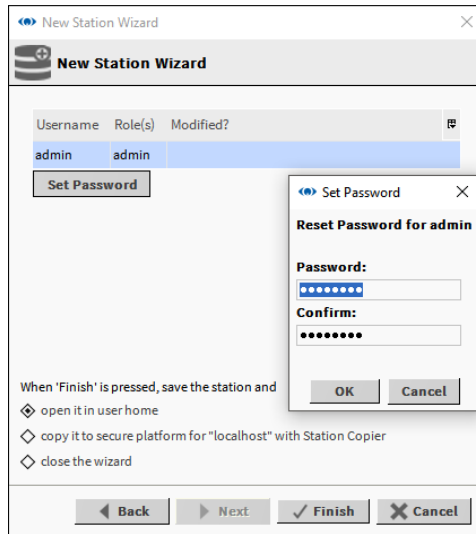 New Station Wizard
New Station Wizard
Username Role(s) Modified?
admin admin
Set Password
Set Password
Reset Password for admin
Password:
••••••••
Confirm:
••••••••
OK Cancel
When 'Finish' is pressed, save the station and
open it in user home
copy it to secure platform for "localhost" with Station Copier
close the wizard
Back Next Finish Cancel